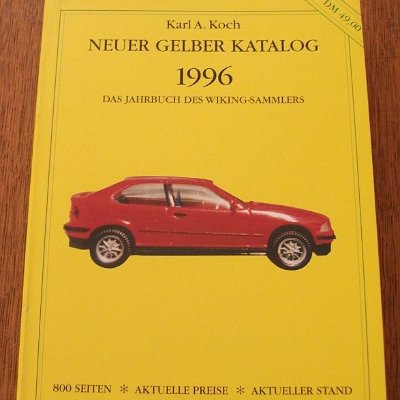 DM 49,00
Karl A. Koch
NEUER GELBER KATALOG
1996
DAS JAHRBUCH DES WIKING-SAMMLERS
800 SEITEN ✻ AKTUELLE PREISE ✻ AKTUELLER STAND